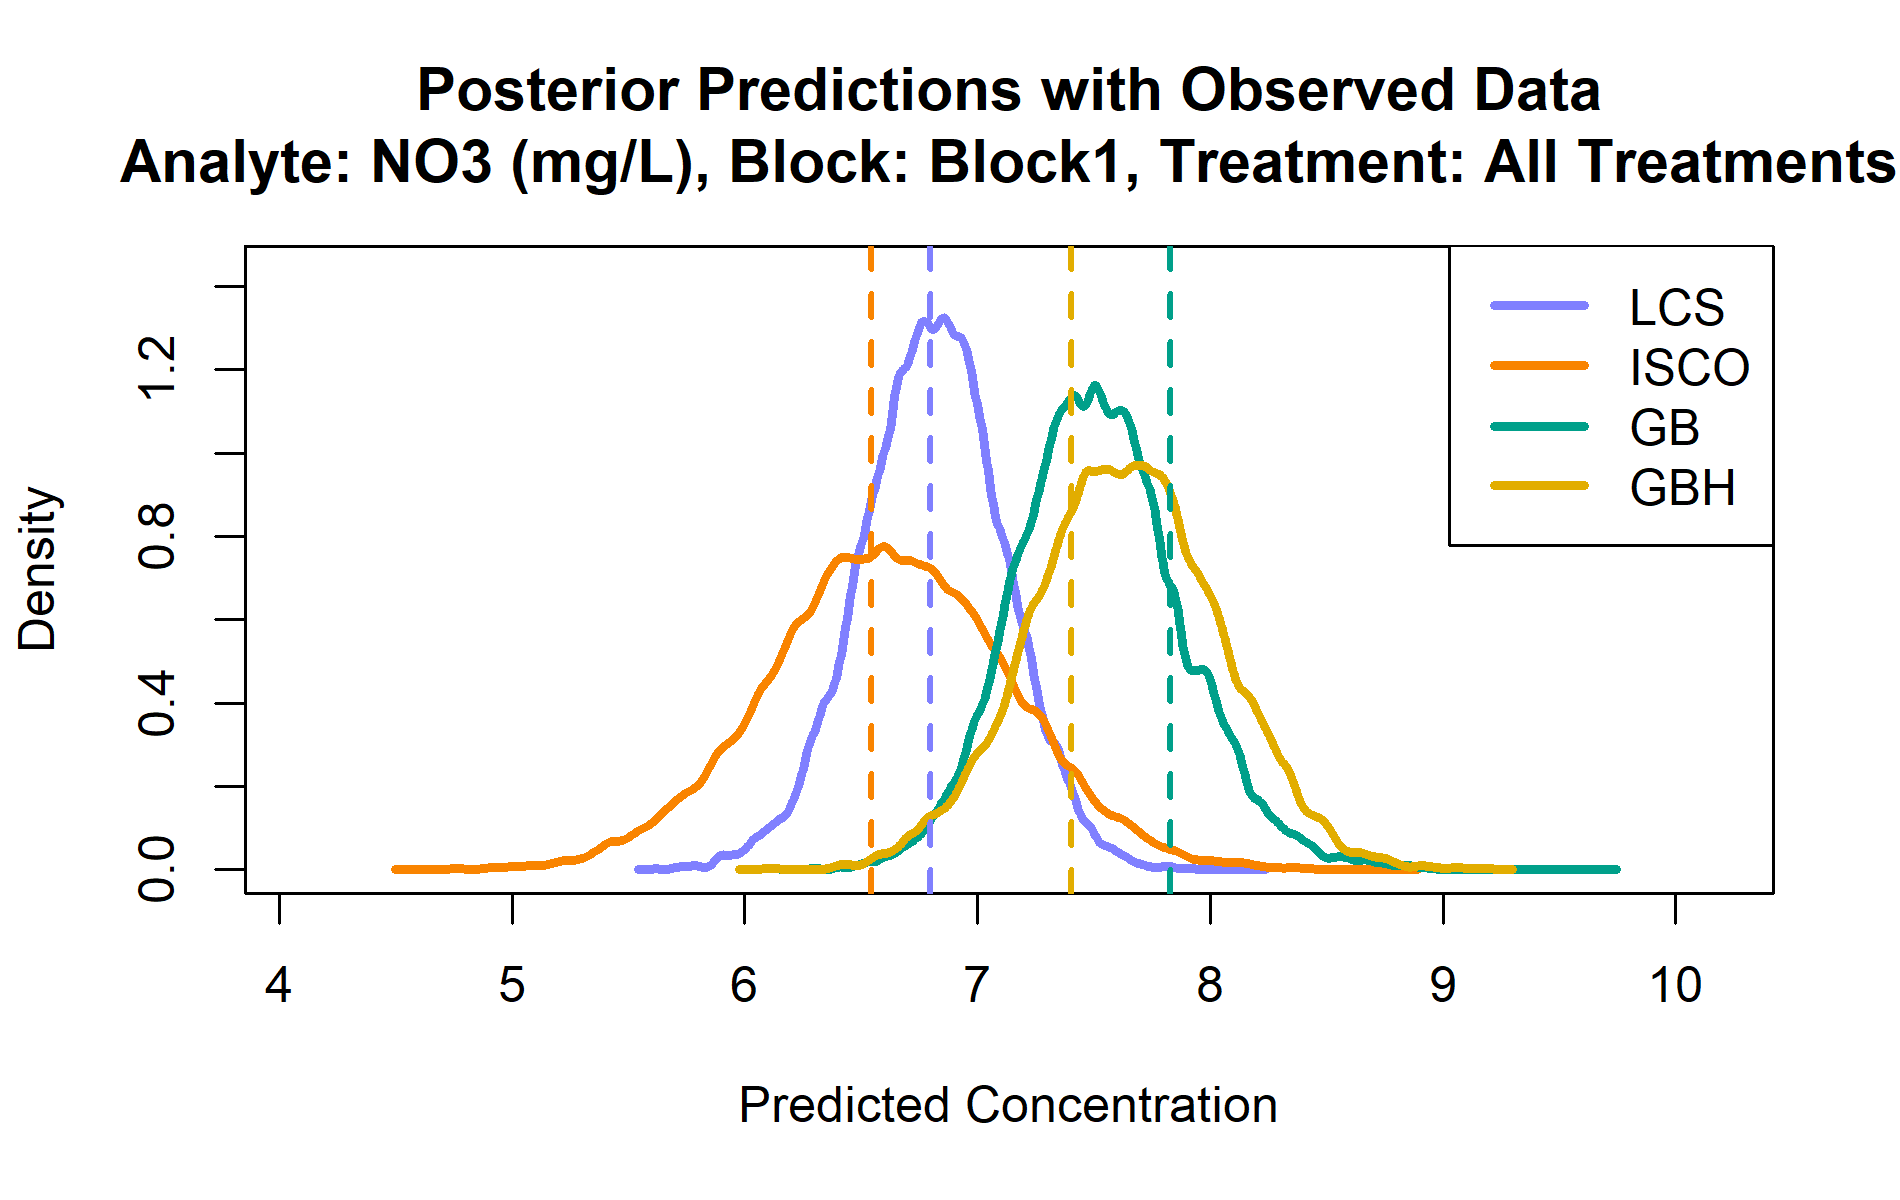 Posterior Predictions with Observed Data
Analyte: NO3 (mg/L), Block: Block1, Treatment: All Treatments
LCS
ISCO
GB
GBH
Density
1.2
0.8
0.4
0.0
4 5 6 7 8 9 10
Predicted Concentration